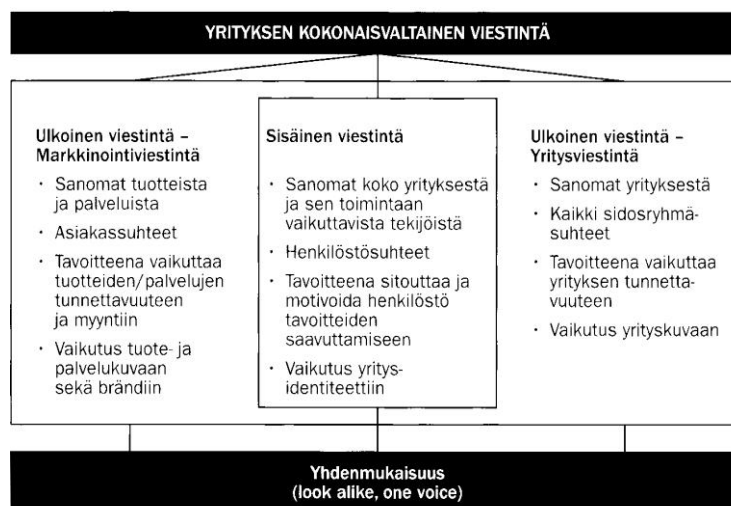 YRITYKSEN KOKONAISVALTAINEN VIESTINTÄ
Ulkoinen viestintä –
Markkinointiviestintä
· Sanomat tuotteista
ja palveluista
· Asiakassuhteet
· Tavoitteena vaikuttaa
tuotteiden/palvelujen
tunnettavuuteen
ja myyntiin
· Vaikutus tuote- ja
palvelukuvaan
sekä brändiin
Sisäinen viestintä
· Sanomat koko yrityksestä
ja sen toimintaan
vaikuttavista tekijöistä
· Henkilöstösuhteet
· Tavoitteena sitouttaa ja
motivoida henkilöstö
tavoitteiden
saavuttamiseen
· Vaikutus yritys-
identiteettiin
Ulkoinen viestintä –
Yritysviestintä
· Sanomat yrityksestä
· Kaikki sidosryhmä-
suhteet
· Tavoitteena vaikuttaa
yrityksen tunnetta-
vuuteen
· Vaikutus yrityskuvaan
Yhdenmukaisuus
(look alike, one voice)